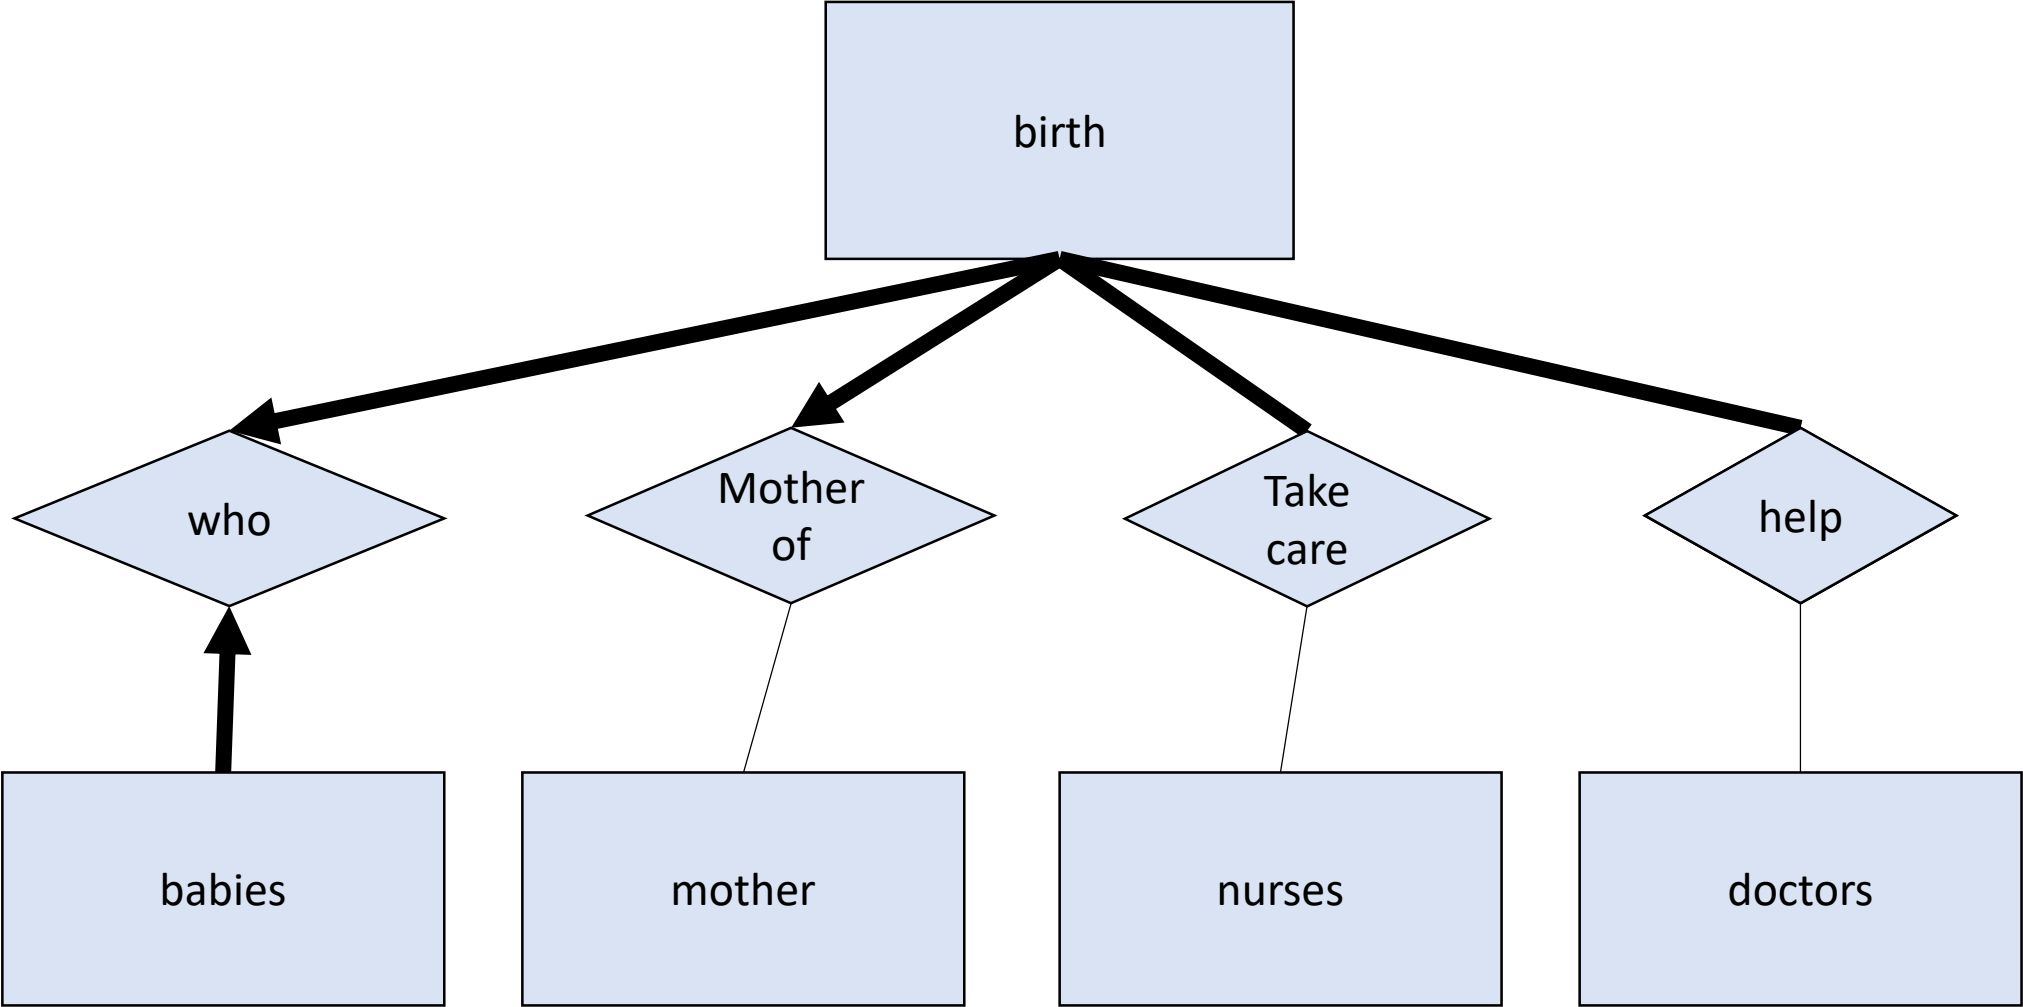 birth
who
Mother
of
Take
care
help
babies
mother
nurses
doctors